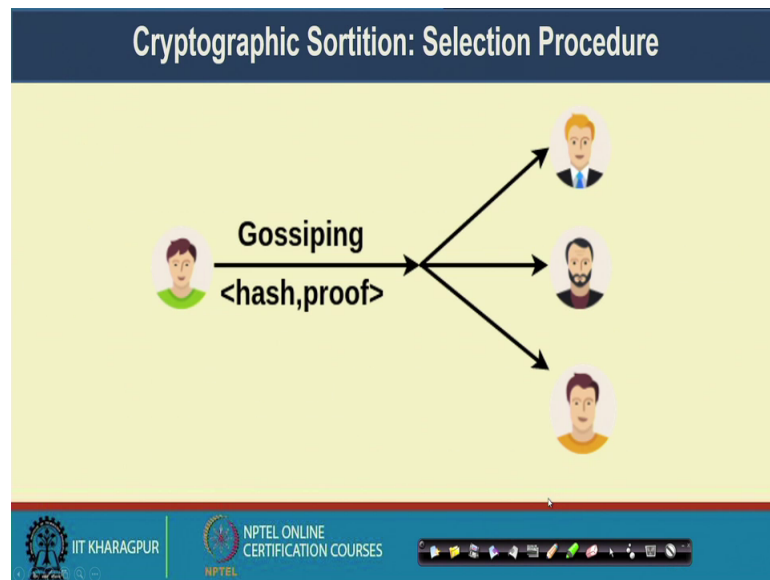 Cryptographic Sortition: Selection Procedure
Gossiping
<hash,proof>
IIT KHARAGPUR
NPTEL
NPTEL ONLINE
CERTIFICATION COURSES